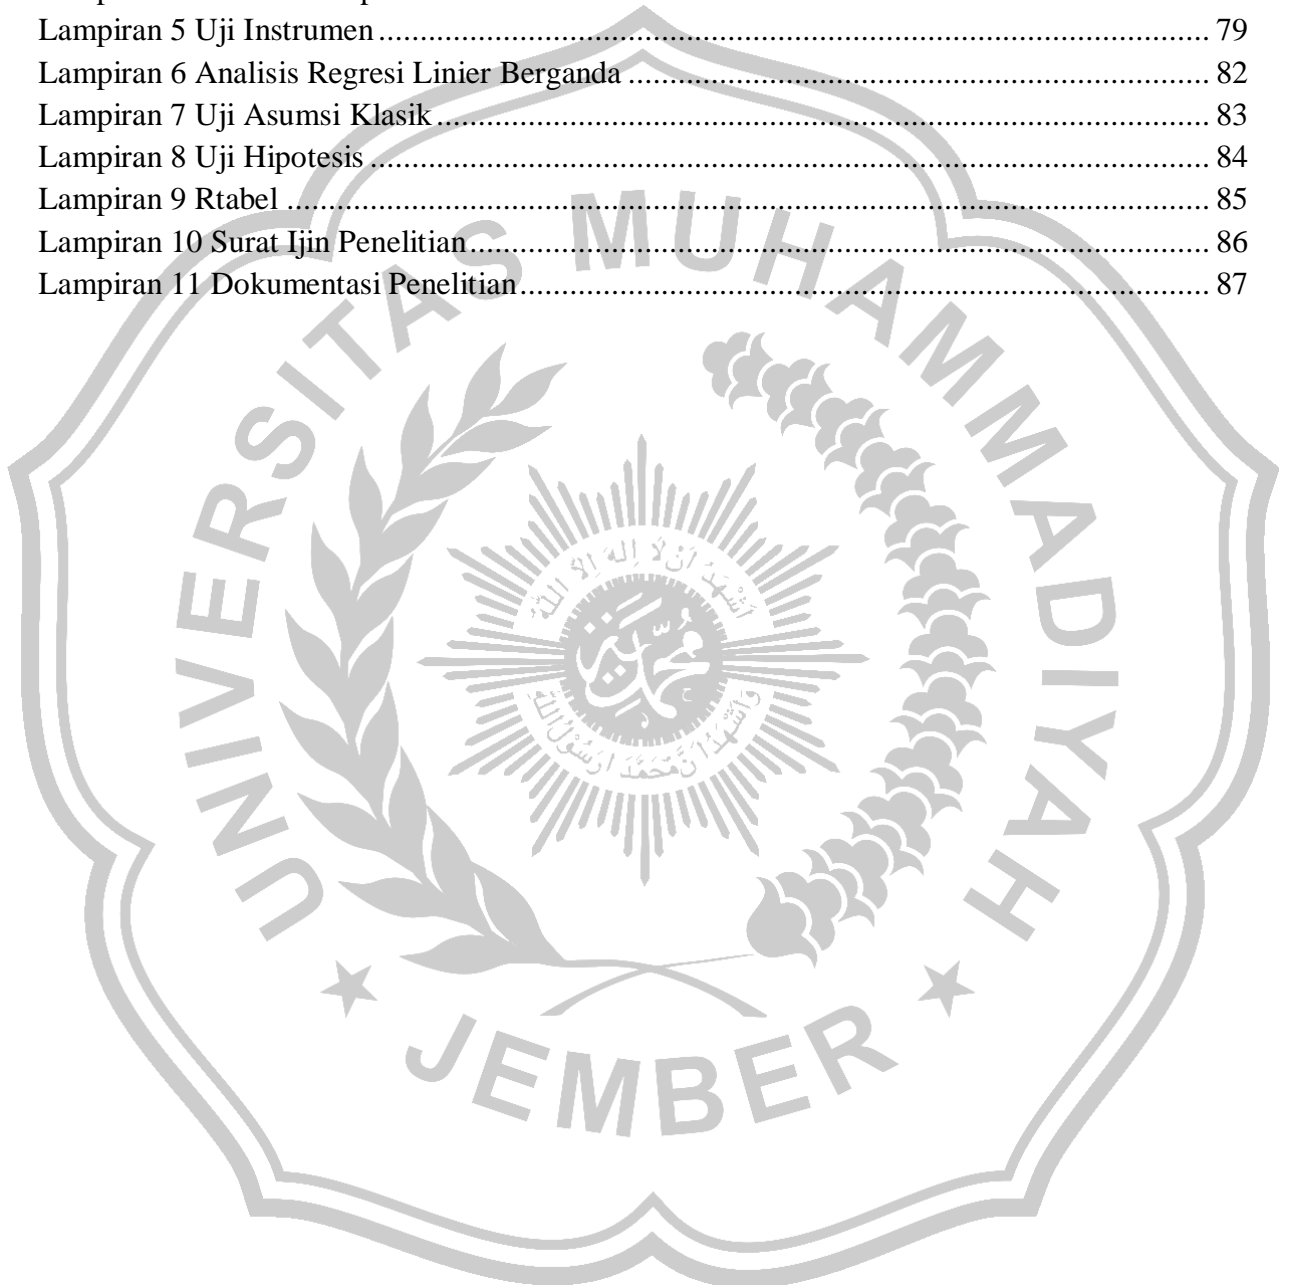 Lampiran 5 Uji Instrumen.................................................................................................... 79
Lampiran 6 Analisis Regresi Linier Berganda...................................................................... 82
Lampiran 7 Uji Asumsi Klasik............................................................................................. 83
Lampiran 8 Uji Hipotesis..................................................................................................... 84
Lampiran 9 Rtabel............................................................................................................... 85
Lampiran 10 Surat Ijin Penelitian......................................................................................... 86
Lampiran 11 Dokumentasi Penelitian................................................................................... 87
UNIVERSITAS MUHAMMADIYAH
JEMBER